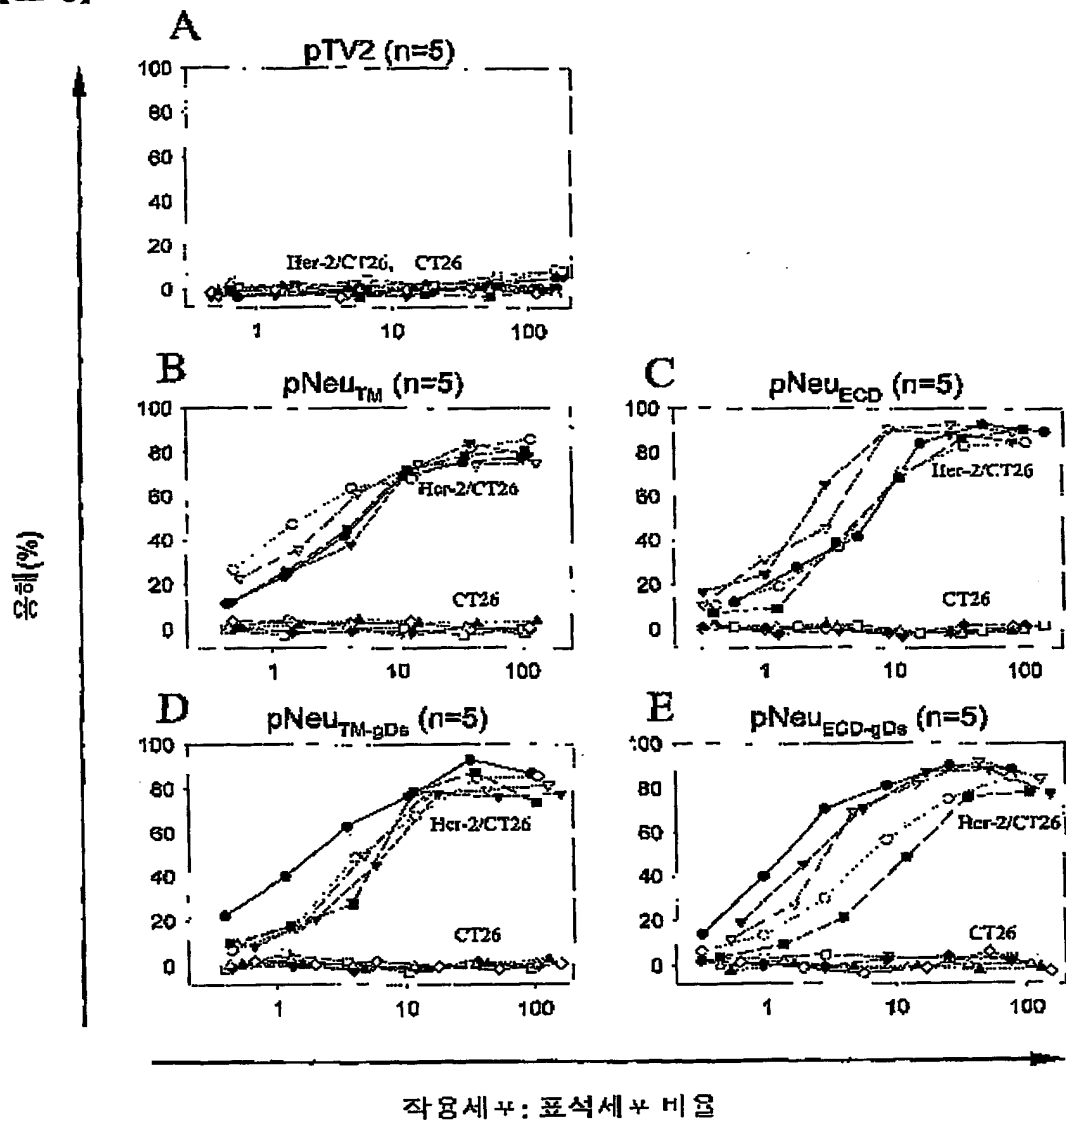 A
pTV2 (n=5)
100
80
60
40
20
0
Her-2/CT26, CT26
1 10 100
B
pNeuTM (n=5)
100
80
60
40
20
0
Her-2/CT26
CT26
1 10 100
C
pNeuECD (n=5)
100
80
60
40
20
0
Her-2/CT26
CT26
1 10 100
D
pNeuTM-gDs (n=5)
100
80
60
40
20
0
Her-2/CT26
CT26
1 10 100
E
pNeuECD-gDs (n=5)
100
80
60
40
20
0
Her-2/CT26
CT26
1 10 100
용해(%)
작용세포: 표적세포 비율